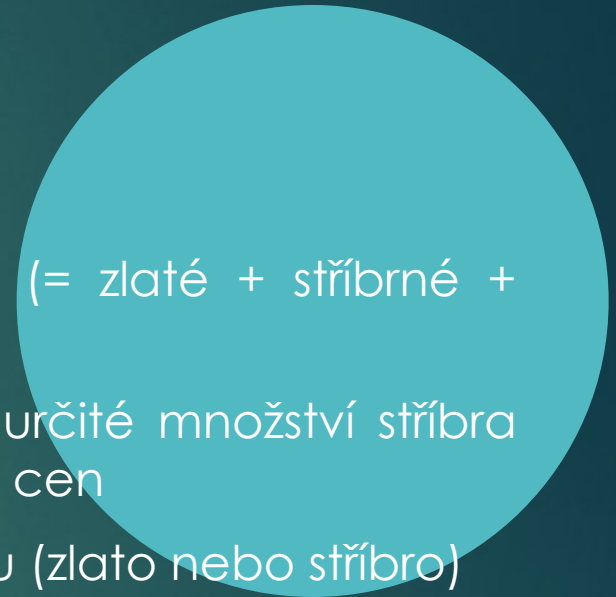 (= zlaté + stříbrné +
určité množství stříbra
cen
(zlato nebo stříbro)